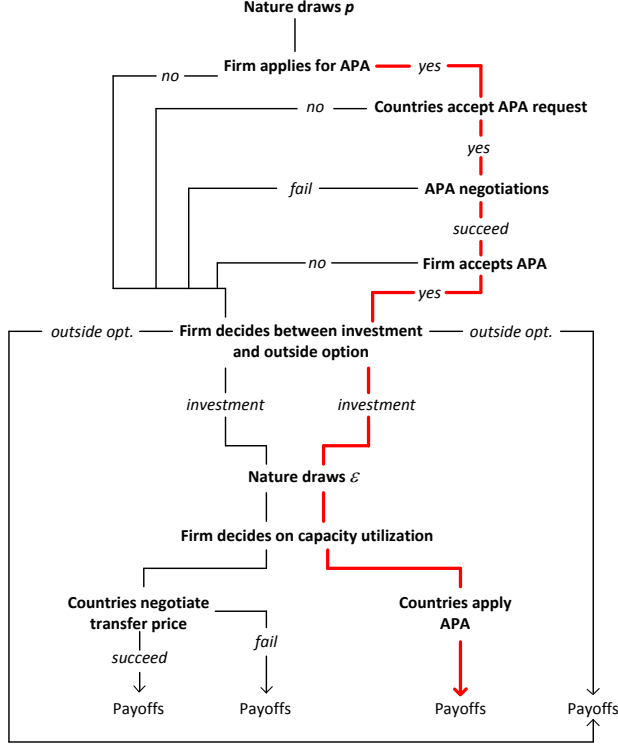 Nature draws p
Firm applies for APA
yes
no
Countries accept APA request
no
yes
APA negotiations
fail
succeed
Firm accepts APA
no
yes
outside opt.
Firm decides between investment
and outside option
outside opt.
investment
investment
Nature draws ε
Firm decides on capacity utilization
Countries negotiate
transfer price
Countries apply
APA
succeed
fail
Payoffs
Payoffs
Payoffs
Payoffs